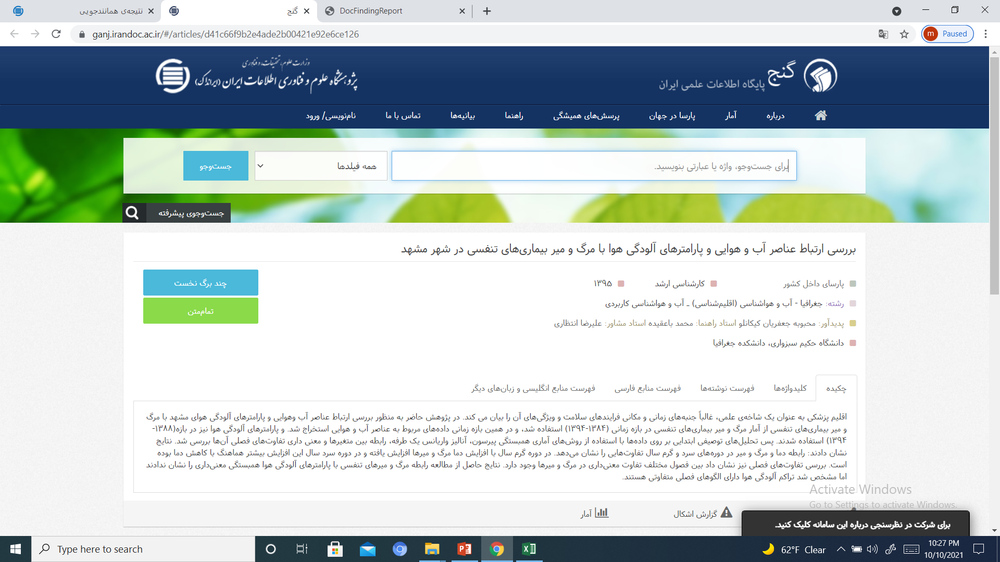 نتیجه‌ی همانندجویی
گنج
DocFindingReport
ganj.irandoc.ac.ir/#/articles/d41c66f9b2e4ade2b00421e92e6ce126
m Paused
گنج
پایگاه اطلاعات علمی ایران
وزارت علوم، تحقیقات، و فناوری
پژوهشگاه علوم و فناوری اطلاعات ایران (ایرانداک)
درباره
آمار
پارسا در جهان
پرسش‌های همیشگی
راهنما
بیانیه‌ها
تماس با ما
نام‌نویسی/ ورود
برای جست‌وجو، واژه یا عبارتی بنویسید.
همه فیلدها
جست‌وجو
جست‌وجوی پیشرفته
بررسی ارتباط عناصر آب و هوایی و پارامترهای آلودگی هوا با مرگ و میر بیماری‌های تنفسی در شهر مشهد
پارسای داخل کشور
کارشناسی ارشد
۱۳۹۵
رشته: جغرافیا - آب و هواشناسی (اقلیم‌شناسی) ـ آب و هواشناسی کاربردی
پدیدآور: محبوبه جعفریان کیکانلو استاد راهنما: محمد باعقیده استاد مشاور: علیرضا انتظاری
دانشگاه حکیم سبزواری، دانشکده جغرافیا
چند برگ نخست
تمام‌متن
چکیده
کلیدواژه‌ها
فهرست نوشته‌ها
فهرست منابع فارسی
فهرست منابع انگلیسی و زبان‌های دیگر
اقلیم پزشکی به عنوان یک شاخه‌ی علمی، غالباً جنبه‌های زمانی و مکانی فرایندهای سلامت و ویژگی‌های آن را بیان می کند. در پژوهش حاضر به منظور بررسی ارتباط عناصر آب وهوایی و پارامترهای آلودگی هوای مشهد با مرگ
و میر بیماری‌های تنفسی از آمار مرگ و میر بیماری‌های تنفسی در بازه زمانی (۱۳۸۴-۱۳۹۴) استفاده شد، و در همین بازه زمانی داده‌های مربوط به عناصر آب و هوایی استخراج شد. و پارامترهای آلودگی هوا نیز در بازه(۱۳۸۸-
۱۳۹۴) استفاده شدند. پس تحلیل‌های توصیفی ابتدایی بر روی داده‌ها با استفاده از روش‌های آماری همبستگی پیرسون، آنالیز واریانس یک طرفه، رابطه بین متغیرها و معنی داری تفاوت‌های فصلی آن‌ها بررسی شد. نتایج
نشان دادند: رابطه دما و مرگ و میر در دوره‌های سرد و گرم سال تفاوت‌هایی را نشان می‌دهد. در دوره گرم سال با افزایش دما مرگ و میرها افزایش یافته و در دوره سرد سال این افزایش بیشتر هماهنگ با کاهش دما بوده
است. بررسی تفاوت‌های فصلی نیز نشان داد بین فصول مختلف تفاوت معنی‌داری در مرگ و میرها وجود دارد. نتایج حاصل از مطالعه رابطه مرگ و میرهای تنفسی با پارامترهای آلودگی هوا همبستگی معنی‌داری را نشان ندادند
اما مشخص شد تراکم آلودگی هوا دارای الگوهای فصلی متفاوتی هستند.
گزارش اشکال
آمار
Activate Windows
Go to Settings to activate Windows.
برای شرکت در نظرسنجی درباره این سامانه کلیک کنید.
Type here to search
62°F Clear
10:27 PM
10/10/2021